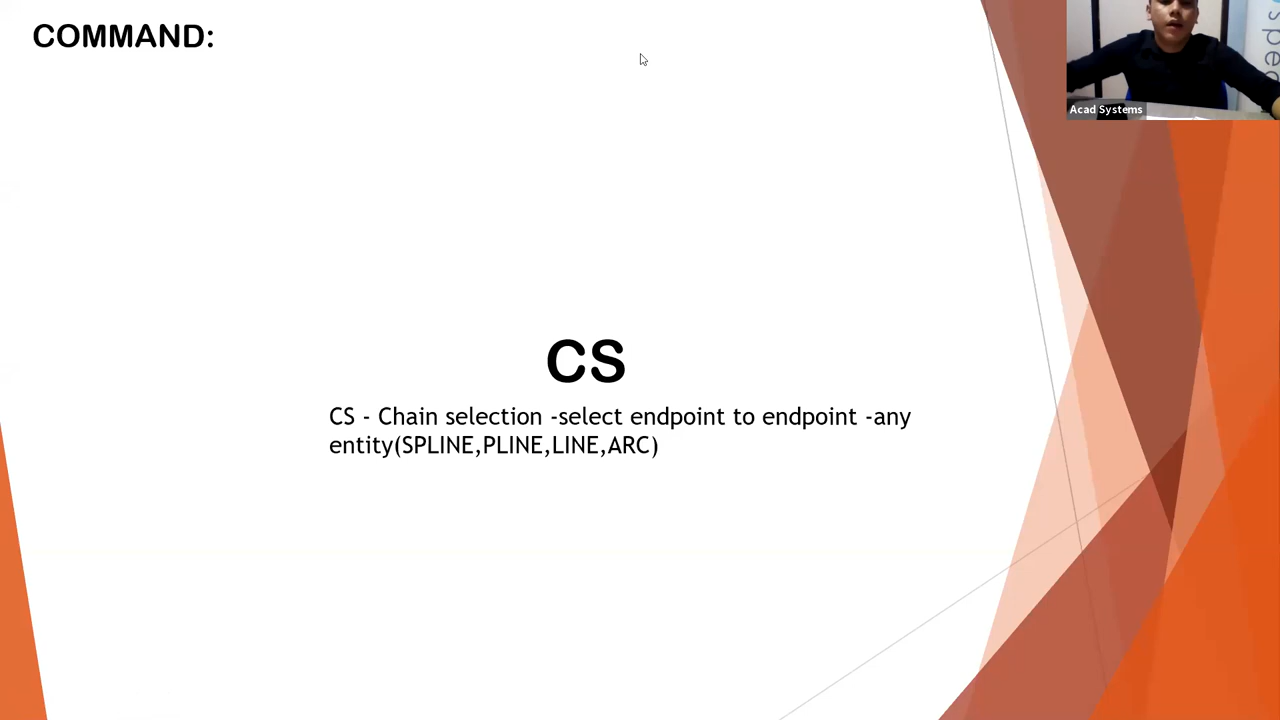 COMMAND:
Acad Systems
CS
CS - Chain selection -select endpoint to endpoint -any
entity(SPLINE,PLINE,LINE,ARC)